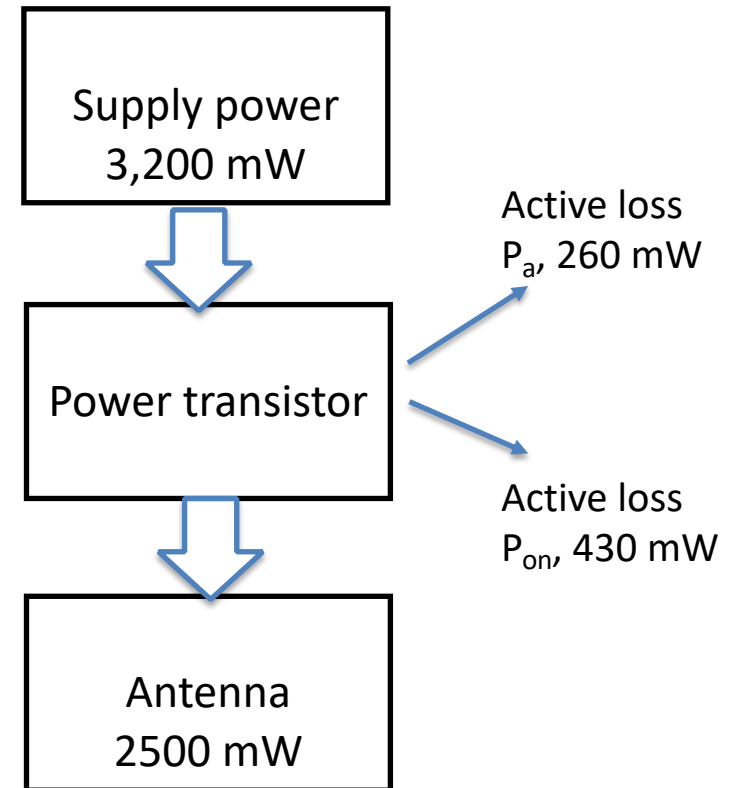 Supply power
3,200 mW
Active loss
Pa, 260 mW
Power transistor
Active loss
Pon, 430 mW
Antenna
2500 mW